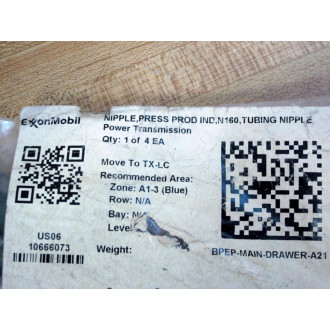 ExxonMobil
NIPPLE,PRESS PROD IND,N160,TUBING NIPPLE
Power Transmission
Qty: 1 of 4 EA
Move To TX-LC
Recommended Area:
Zone: A1-3 (Blue)
Row: N/A
Bay: N/
Level
US06
10666073
Weight:
BPEP-MAIN-DRAWER-A21